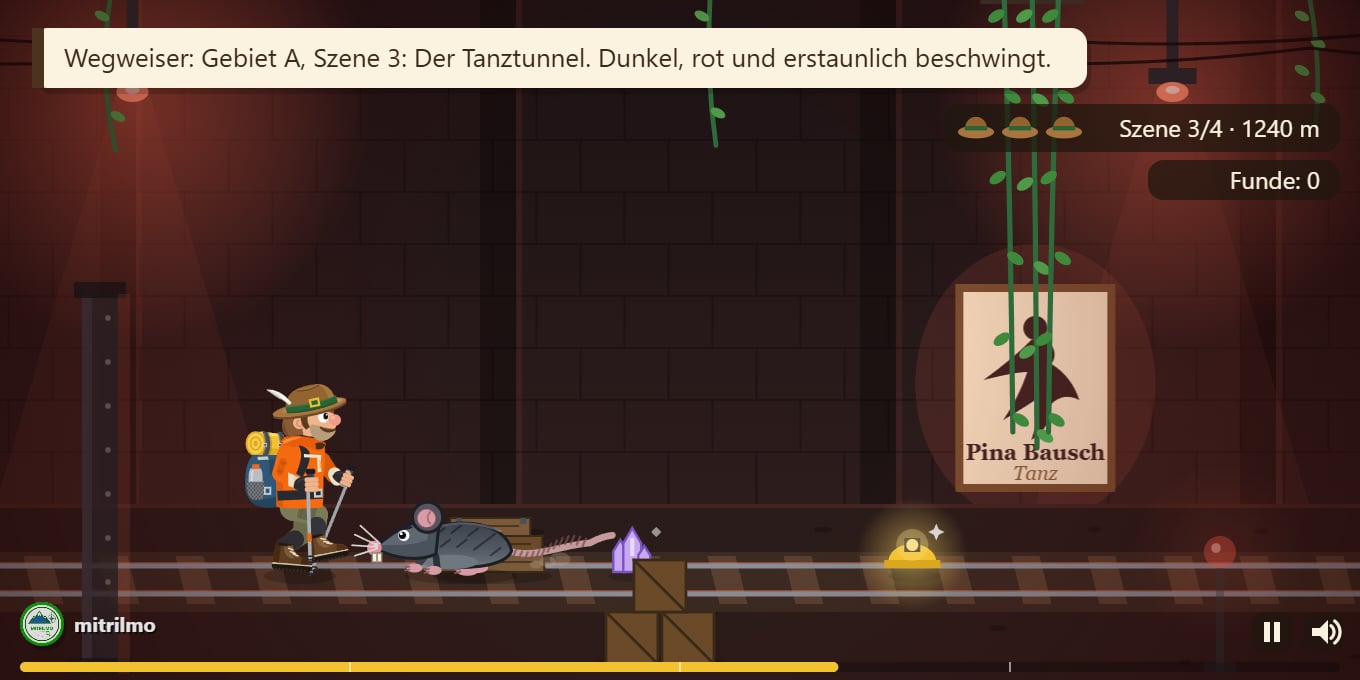 Wegweiser: Gebiet A, Szene 3: Der Tanztunnel. Dunkel, rot und erstaunlich beschwingt.
Szene 3/4 · 1240 m
Funde: 0
Pina Bausch
Tanz
mitrilmo